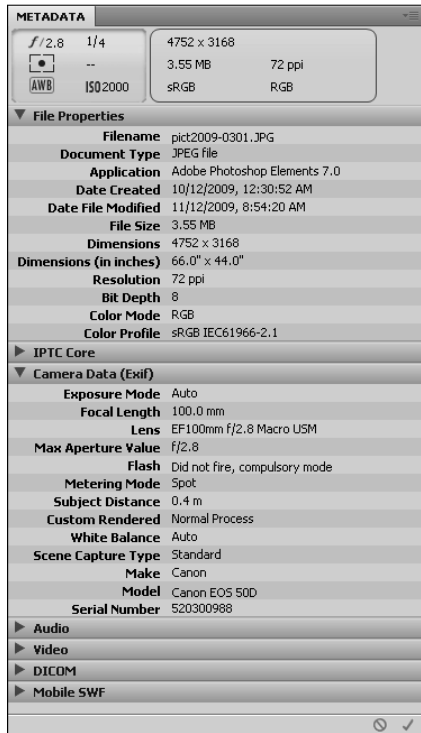 METADATA
f/2.8 1/4
--
AWB ISO2000
4752 x 3168
3.55 MB 72 ppi
sRGB RGB
File Properties
Filename pict2009-0301.JPG
Document Type JPEG file
Application Adobe Photoshop Elements 7.0
Date Created 10/12/2009, 12:30:52 AM
Date File Modified 11/12/2009, 8:54:20 AM
File Size 3.55 MB
Dimensions 4752 x 3168
Dimensions (in inches) 66.0" x 44.0"
Resolution 72 ppi
Bit Depth 8
Color Mode RGB
Color Profile sRGB IEC61966-2.1
IPTC Core
Camera Data (Exif)
Exposure Mode Auto
Focal Length 100.0 mm
Lens EF100mm f/2.8 Macro USM
Max Aperture Value f/2.8
Flash Did not fire, compulsory mode
Metering Mode Spot
Subject Distance 0.4 m
Custom Rendered Normal Process
White Balance Auto
Scene Capture Type Standard
Make Canon
Model Canon EOS 50D
Serial Number 520300988
Audio
Video
DICOM
Mobile SWF